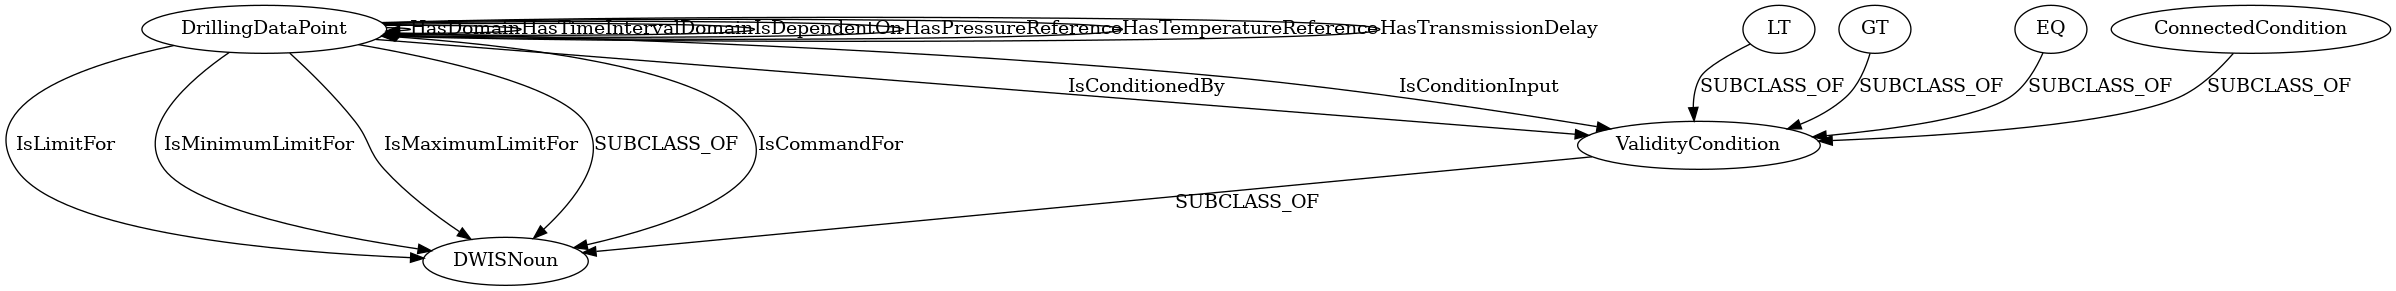 DrillingDataPoint
HasDomain
HasTimeIntervalDomain
IsDependentOn
HasPressureReference
HasTemperatureReference
HasTransmissionDelay
LT
GT
EQ
ConnectedCondition
IsConditionedBy
IsConditionInput
SUBCLASS_OF
SUBCLASS_OF
SUBCLASS_OF
SUBCLASS_OF
IsLimitFor
IsMinimumLimitFor
IsMaximumLimitFor
SUBCLASS_OF
IsCommandFor
ValidityCondition
SUBCLASS_OF
DWISNoun